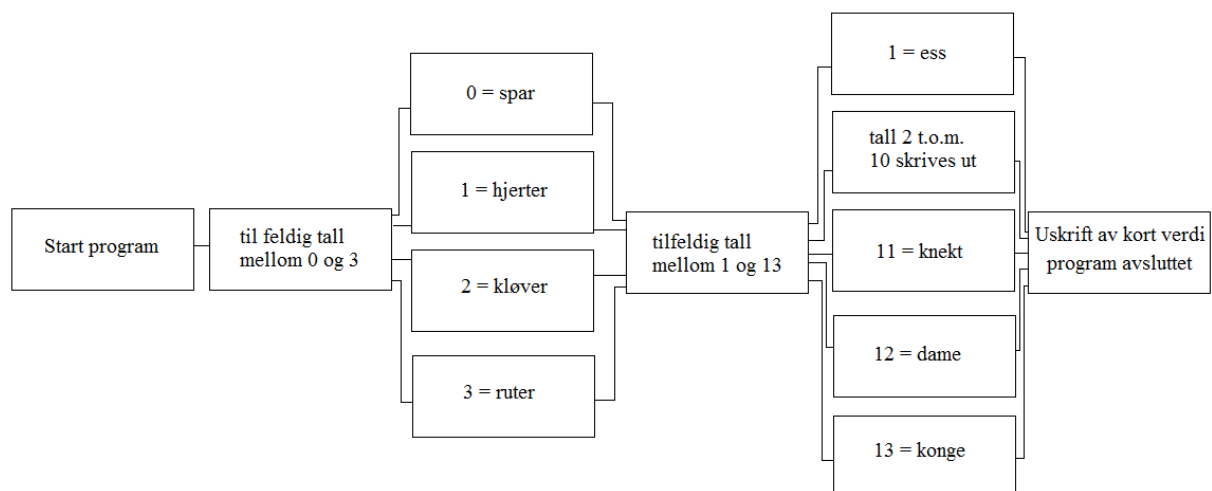 Start program
til feldig tall
mellom 0 og 3
0 = spar
1 = hjerter
2 = kløver
3 = ruter
tilfeldig tall
mellom 1 og 13
1 = ess
tall 2 t.o.m.
10 skrives ut
11 = knekt
12 = dame
13 = konge
Uskrift av kort verdi
program avsluttet